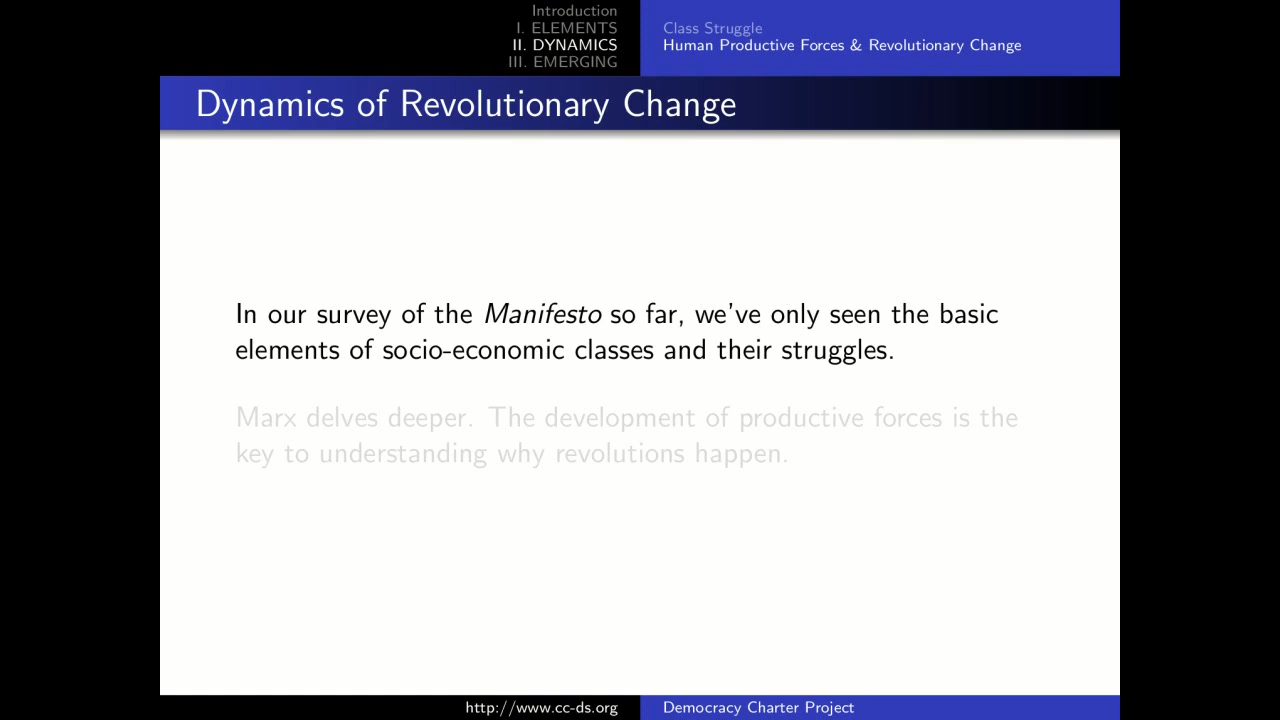 Introduction
I. ELEMENTS
II. DYNAMICS
III. EMERGING
Class Struggle
Human Productive Forces & Revolutionary Change
Dynamics of Revolutionary Change
In our survey of the Manifesto so far, we've only seen the basic
elements of socio-economic classes and their struggles.
Marx delves deeper. The development of productive forces is the
key to understanding why revolutions happen.
http://www.cc-ds.org
Democracy Charter Project